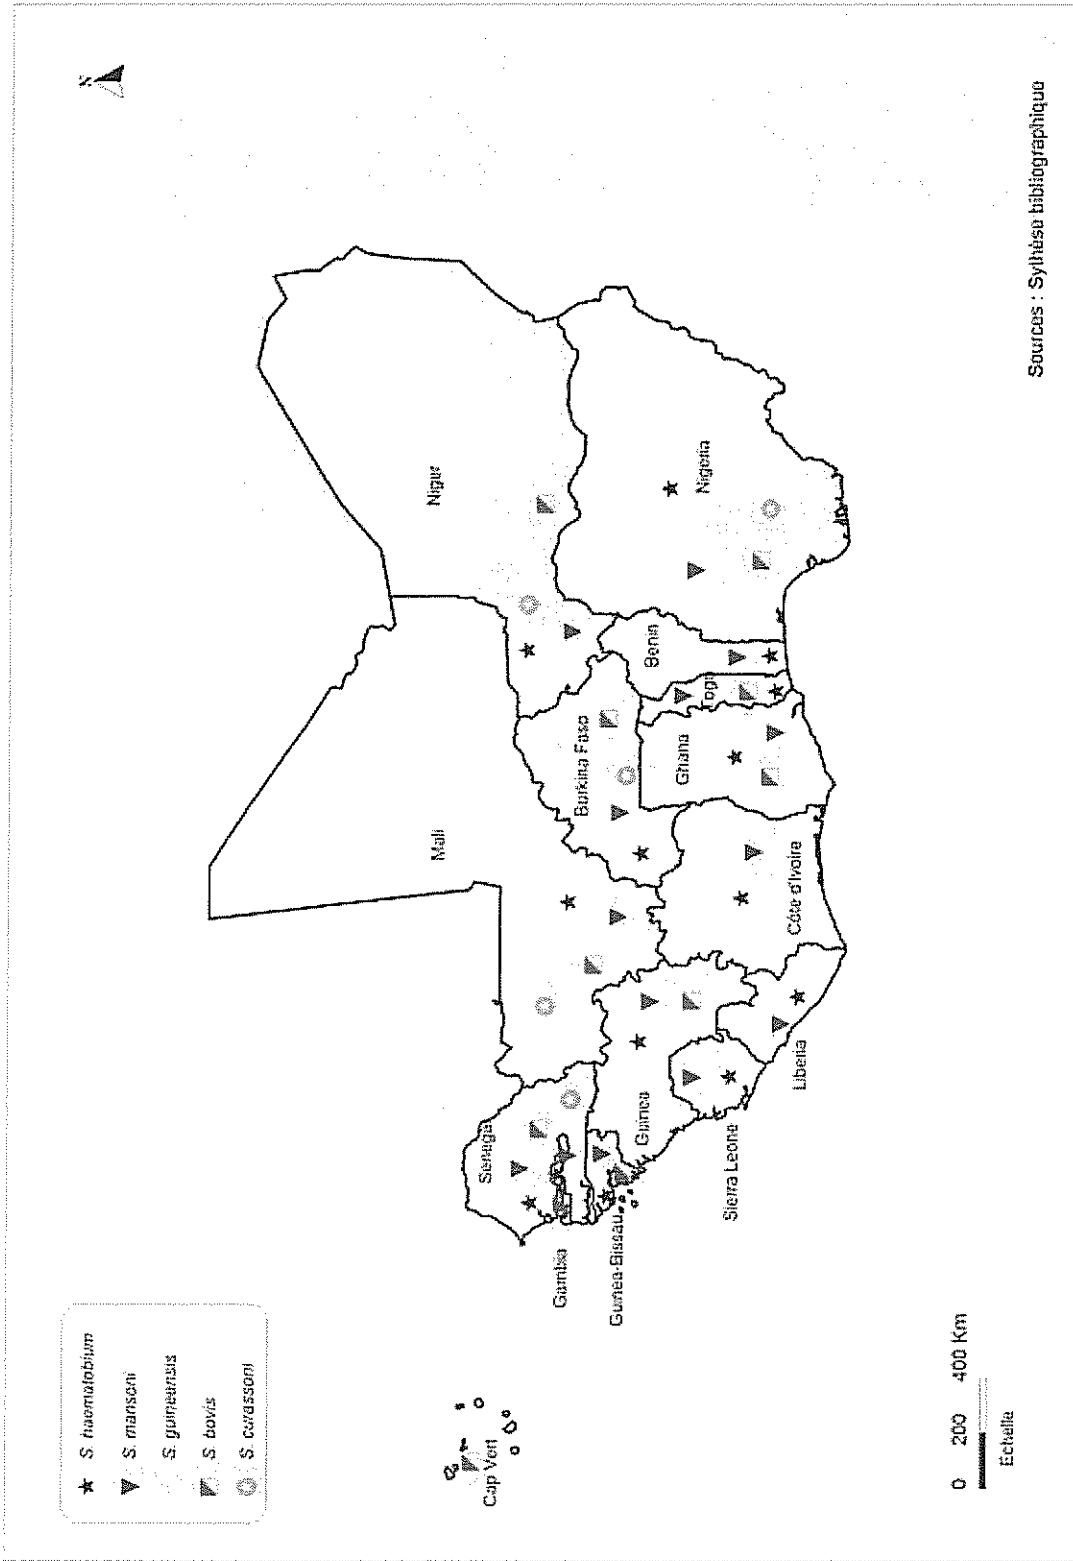 N
S. haematobium
S. mansoni
S. guineensis
S. bovis
S. curassoni
Mali
Niger
Senegal
Burkina Faso
Gambia
Guinea-Bissau
Guinea
Sierra Leone
Liberia
Côte d'Ivoire
Ghana
Togo
Benin
Nigeria
Cap Vert
0 200 400 Km
Echelle
Sources : Sythèse bibliographique